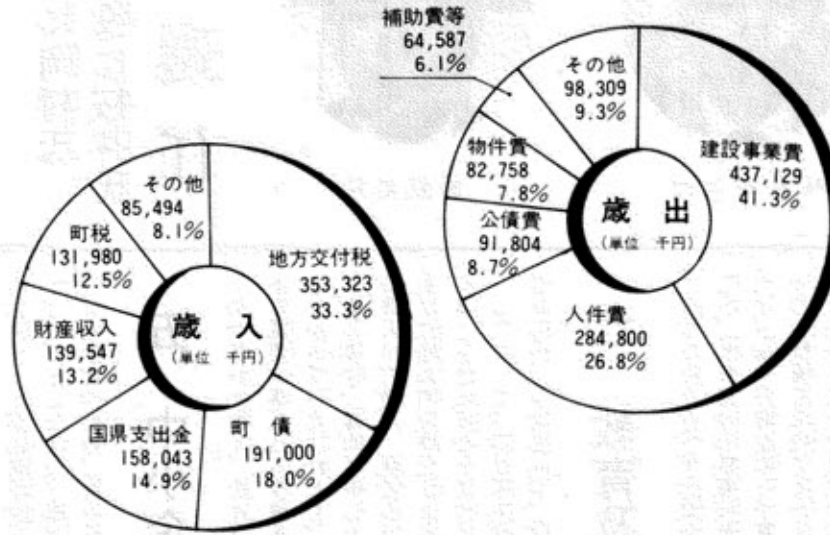 歳 入
(単位 千円)
地方交付税
353,323
33.3%
町 債
191,000
18.0%
国県支出金
158,043
14.9%
財産収入
139,547
13.2%
町税
131,980
12.5%
その他
85,494
8.1%
歳 出
(単位 千円)
建設事業費
437,129
41.3%
人件費
284,800
26.8%
公債費
91,804
8.7%
物件費
82,758
7.8%
補助費等
64,587
6.1%
その他
98,309
9.3%